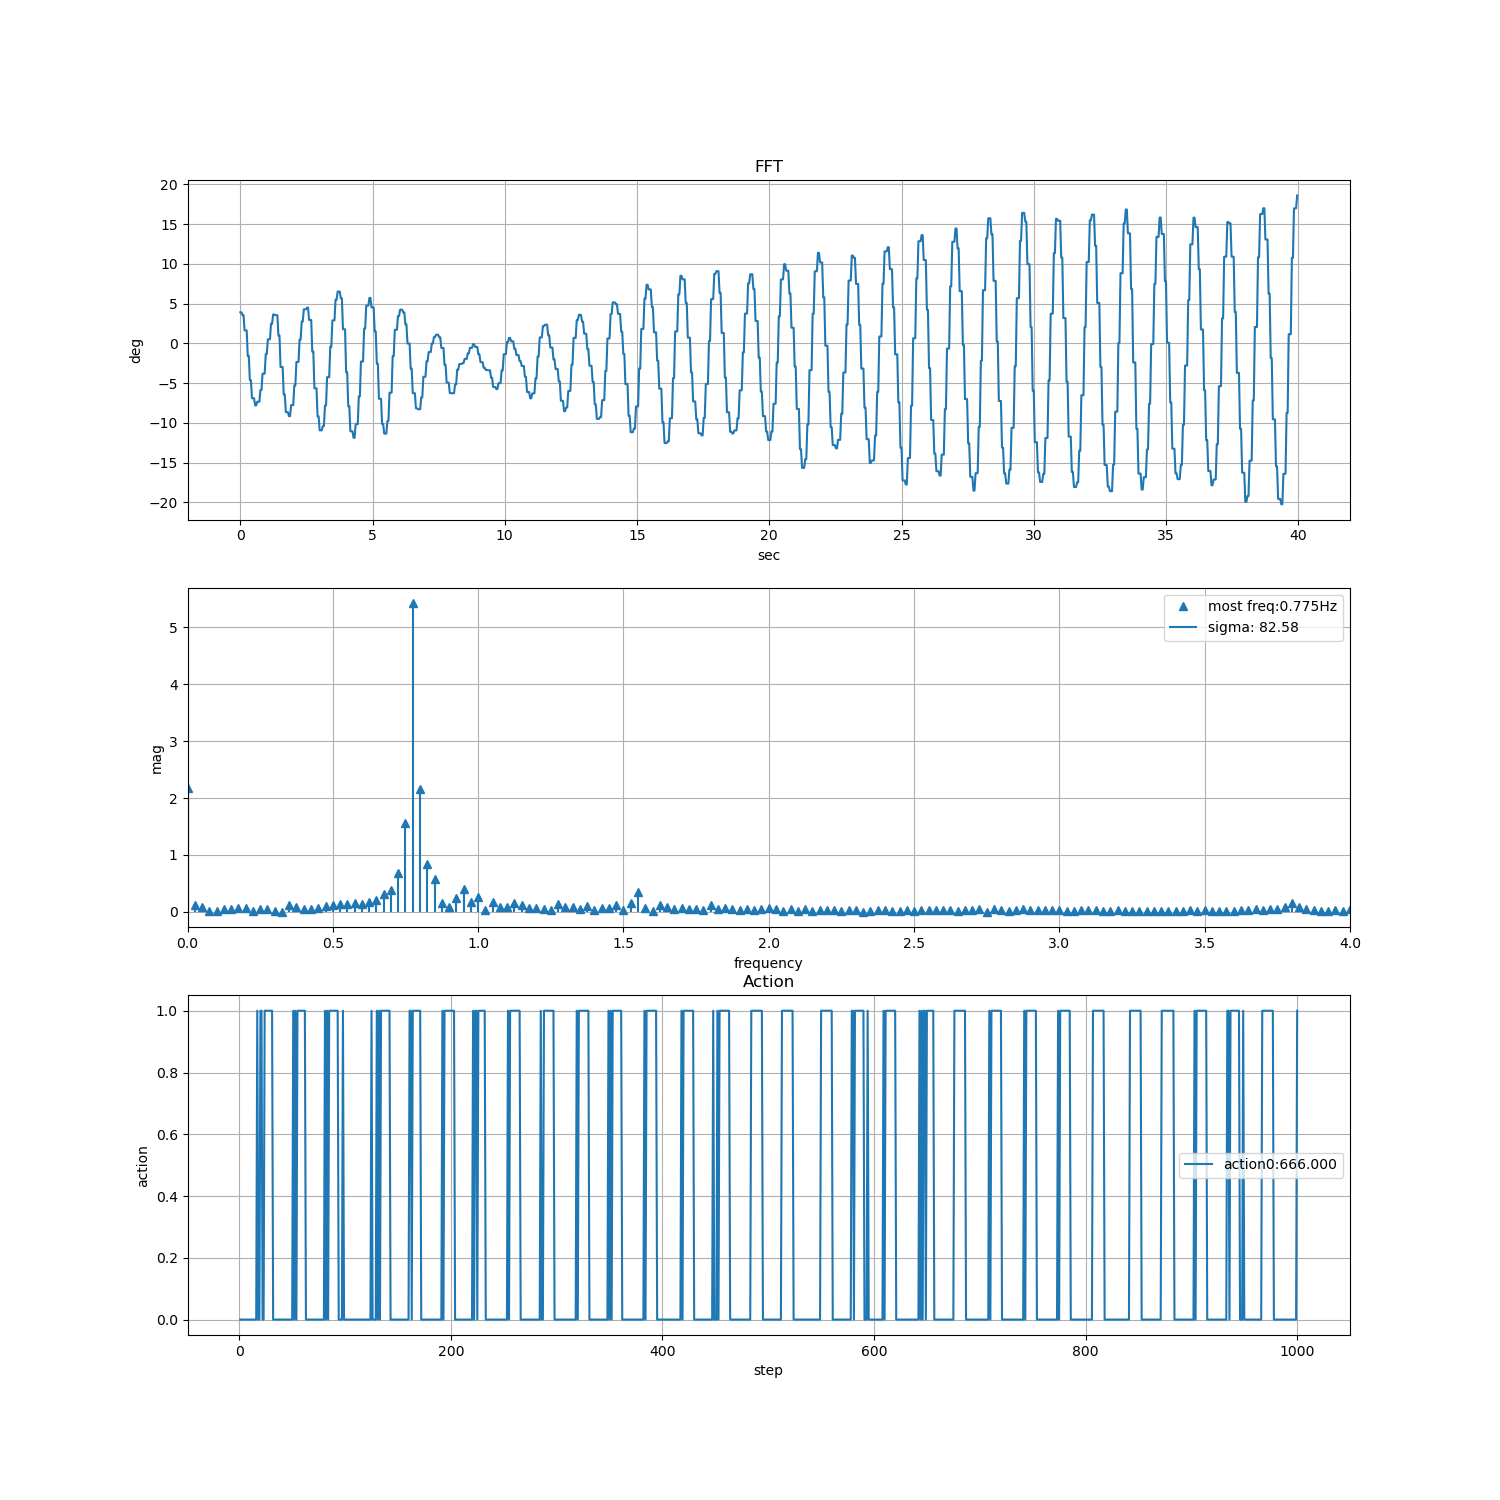 FFT
20
15
10
5
0
−5
−10
−15
−20
deg
0 5 10 15 20 25 30 35 40
sec
most freq:0.775Hz
sigma: 82.58
5
4
3
2
1
0
mag
0.0 0.5 1.0 1.5 2.0 2.5 3.0 3.5 4.0
frequency
Action
1.0
0.8
0.6
0.4
0.2
0.0
action
action0:666.000
0 200 400 600 800 1000
step